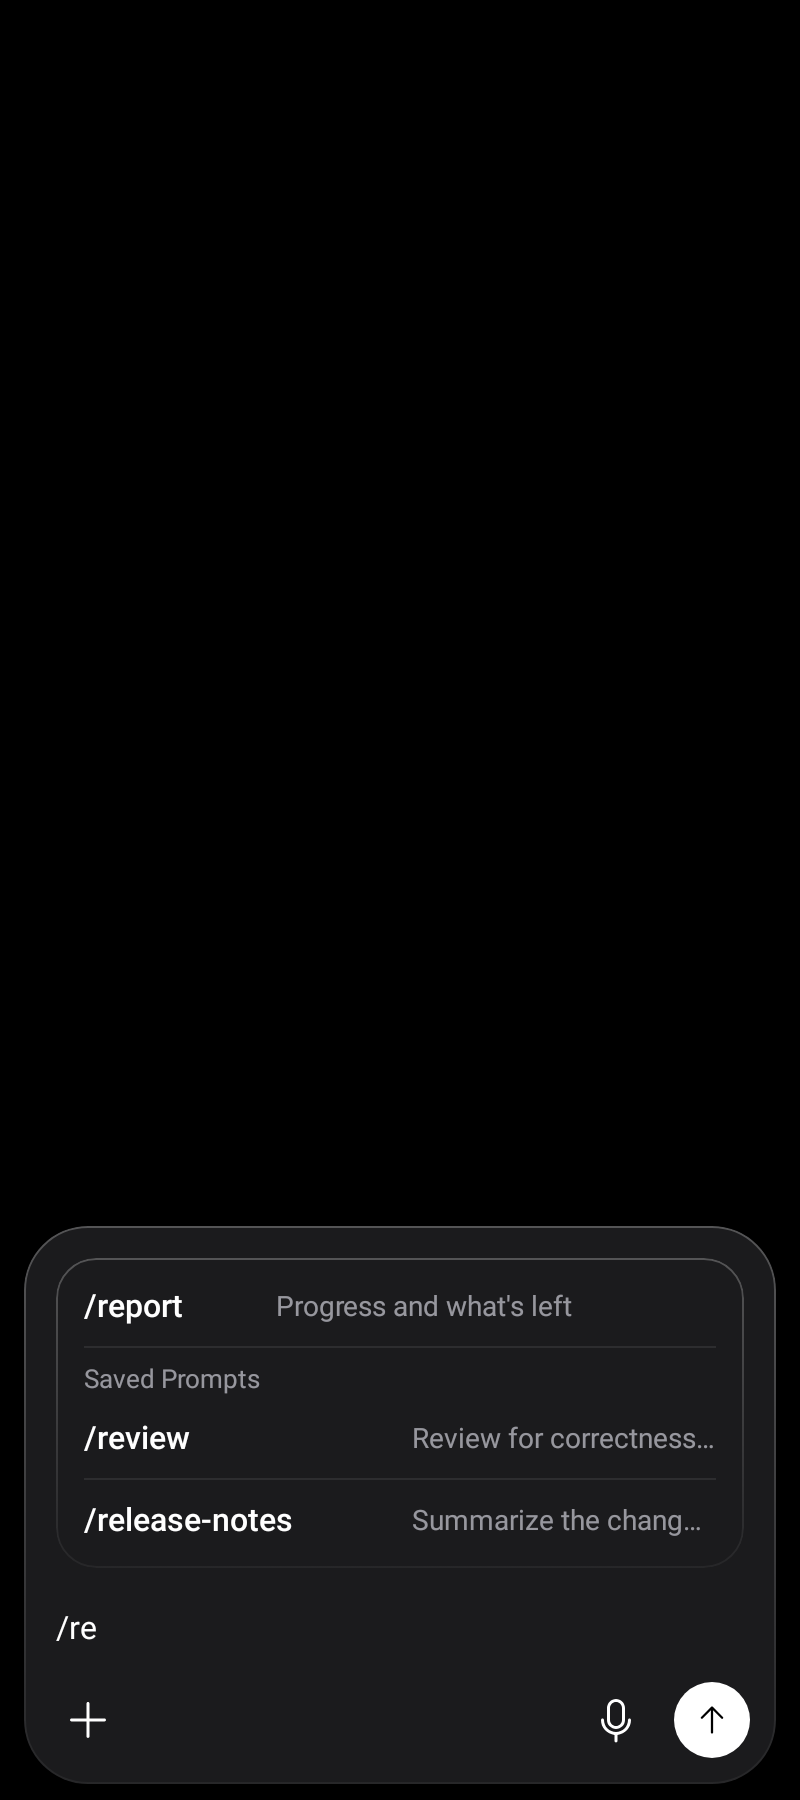 /report Progress and what's left
Saved Prompts
/review Review for correctness…
/release-notes Summarize the chang…
/re